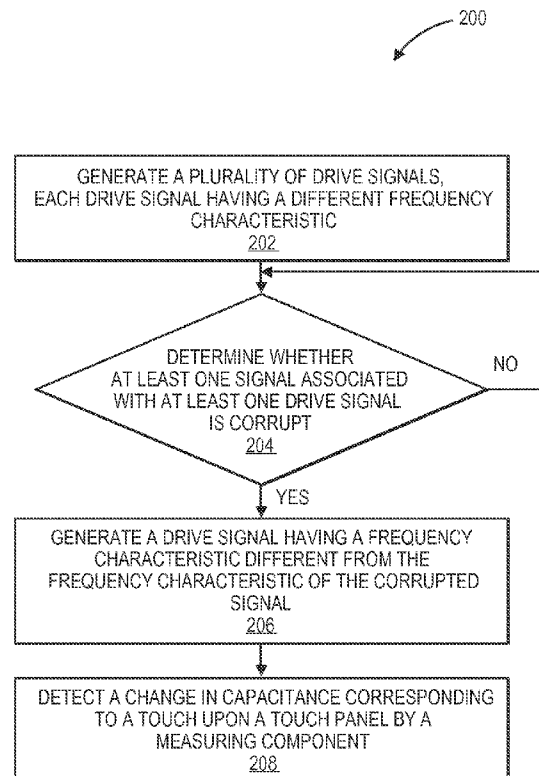 200
GENERATE A PLURALITY OF DRIVE SIGNALS,
EACH DRIVE SIGNAL HAVING A DIFFERENT FREQUENCY
CHARACTERISTIC
202
DETERMINE WHETHER
AT LEAST ONE SIGNAL ASSOCIATED
WITH AT LEAST ONE DRIVE SIGNAL
IS CORRUPT
204
NO
YES
GENERATE A DRIVE SIGNAL HAVING A FREQUENCY
CHARACTERISTIC DIFFERENT FROM THE
FREQUENCY CHARACTERISTIC OF THE CORRUPTED
SIGNAL
206
DETECT A CHANGE IN CAPACITANCE CORRESPONDING
TO A TOUCH UPON A TOUCH PANEL BY A
MEASURING COMPONENT
208